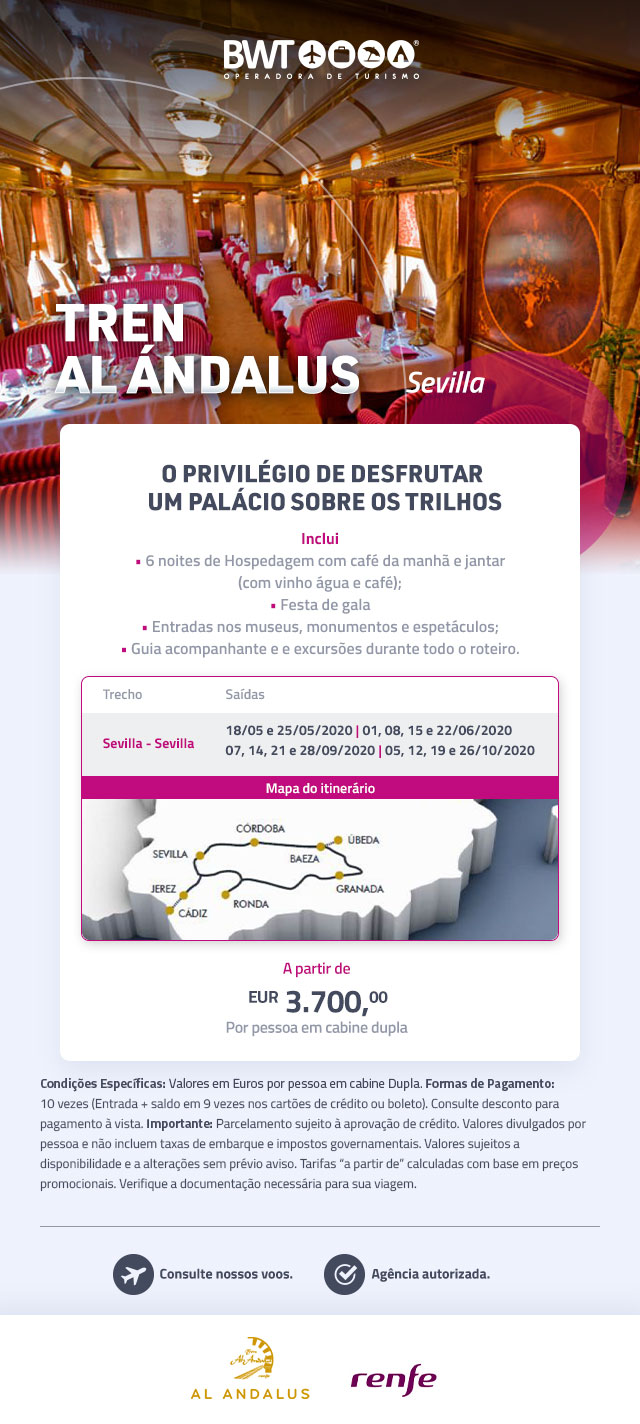 BWT
OPERADORA DE TURISMO
TREN
AL ÁNDALUS
Sevilla
O PRIVILÉGIO DE DESFRUTAR
UM PALÁCIO SOBRE OS TRILHOS
Inclui
▪ 6 noites de Hospedagem com café da manhã e jantar
(com vinho água e café);
▪ Festa de gala
▪ Entradas nos museus, monumentos e espetáculos;
▪ Guia acompanhante e e excursões durante todo o roteiro.
Trecho Saídas
Sevilla - Sevilla
18/05 e 25/05/2020 | 01, 08, 15 e 22/06/2020
07, 14, 21 e 28/09/2020 | 05, 12, 19 e 26/10/2020
Mapa do itinerário
CÓRDOBA
ÚBEDA
SEVILLA
BAEZA
JEREZ
GRANADA
RONDA
CÁDIZ
A partir de
EUR 3.700,00
Por pessoa em cabine dupla
Condições Específicas: Valores em Euros por pessoa em cabine Dupla. Formas de Pagamento:
10 vezes (Entrada + saldo em 9 vezes nos cartões de crédito ou boleto). Consulte desconto para
pagamento à vista. Importante: Parcelamento sujeito à aprovação de crédito. Valores divulgados por
pessoa e não incluem taxas de embarque e impostos governamentais. Valores sujeitos a
disponibilidade e a alterações sem prévio aviso. Tarifas “a partir de” calculadas com base em preços
promocionais. Verifique a documentação necessária para sua viagem.
Consulte nossos voos.
Agência autorizada.
AL ANDALUS
renfe